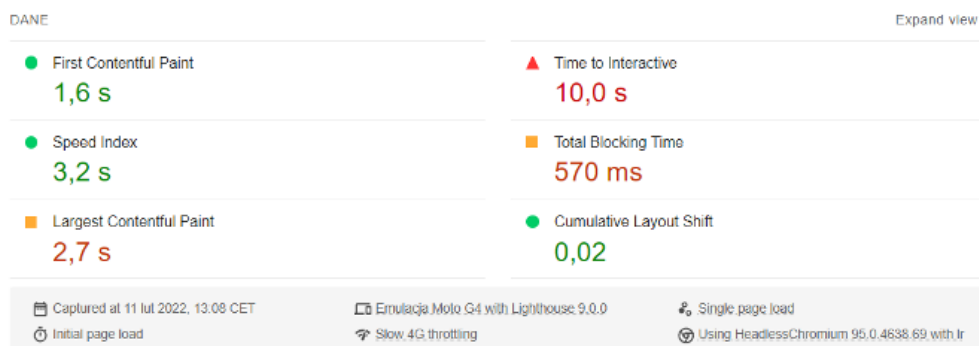 DANE
Expand view
First Contentful Paint
1,6 s
Time to Interactive
10,0 s
Speed Index
3,2 s
Total Blocking Time
570 ms
Largest Contentful Paint
2,7 s
Cumulative Layout Shift
0,02
Captured at 11 lut 2022, 13:08 CET
Emulacja Moto G4 with Lighthouse 9.0.0
Single page load
Initial page load
Slow 4G throttling
Using HeadlessChromium 95.0.4638.69 with lr